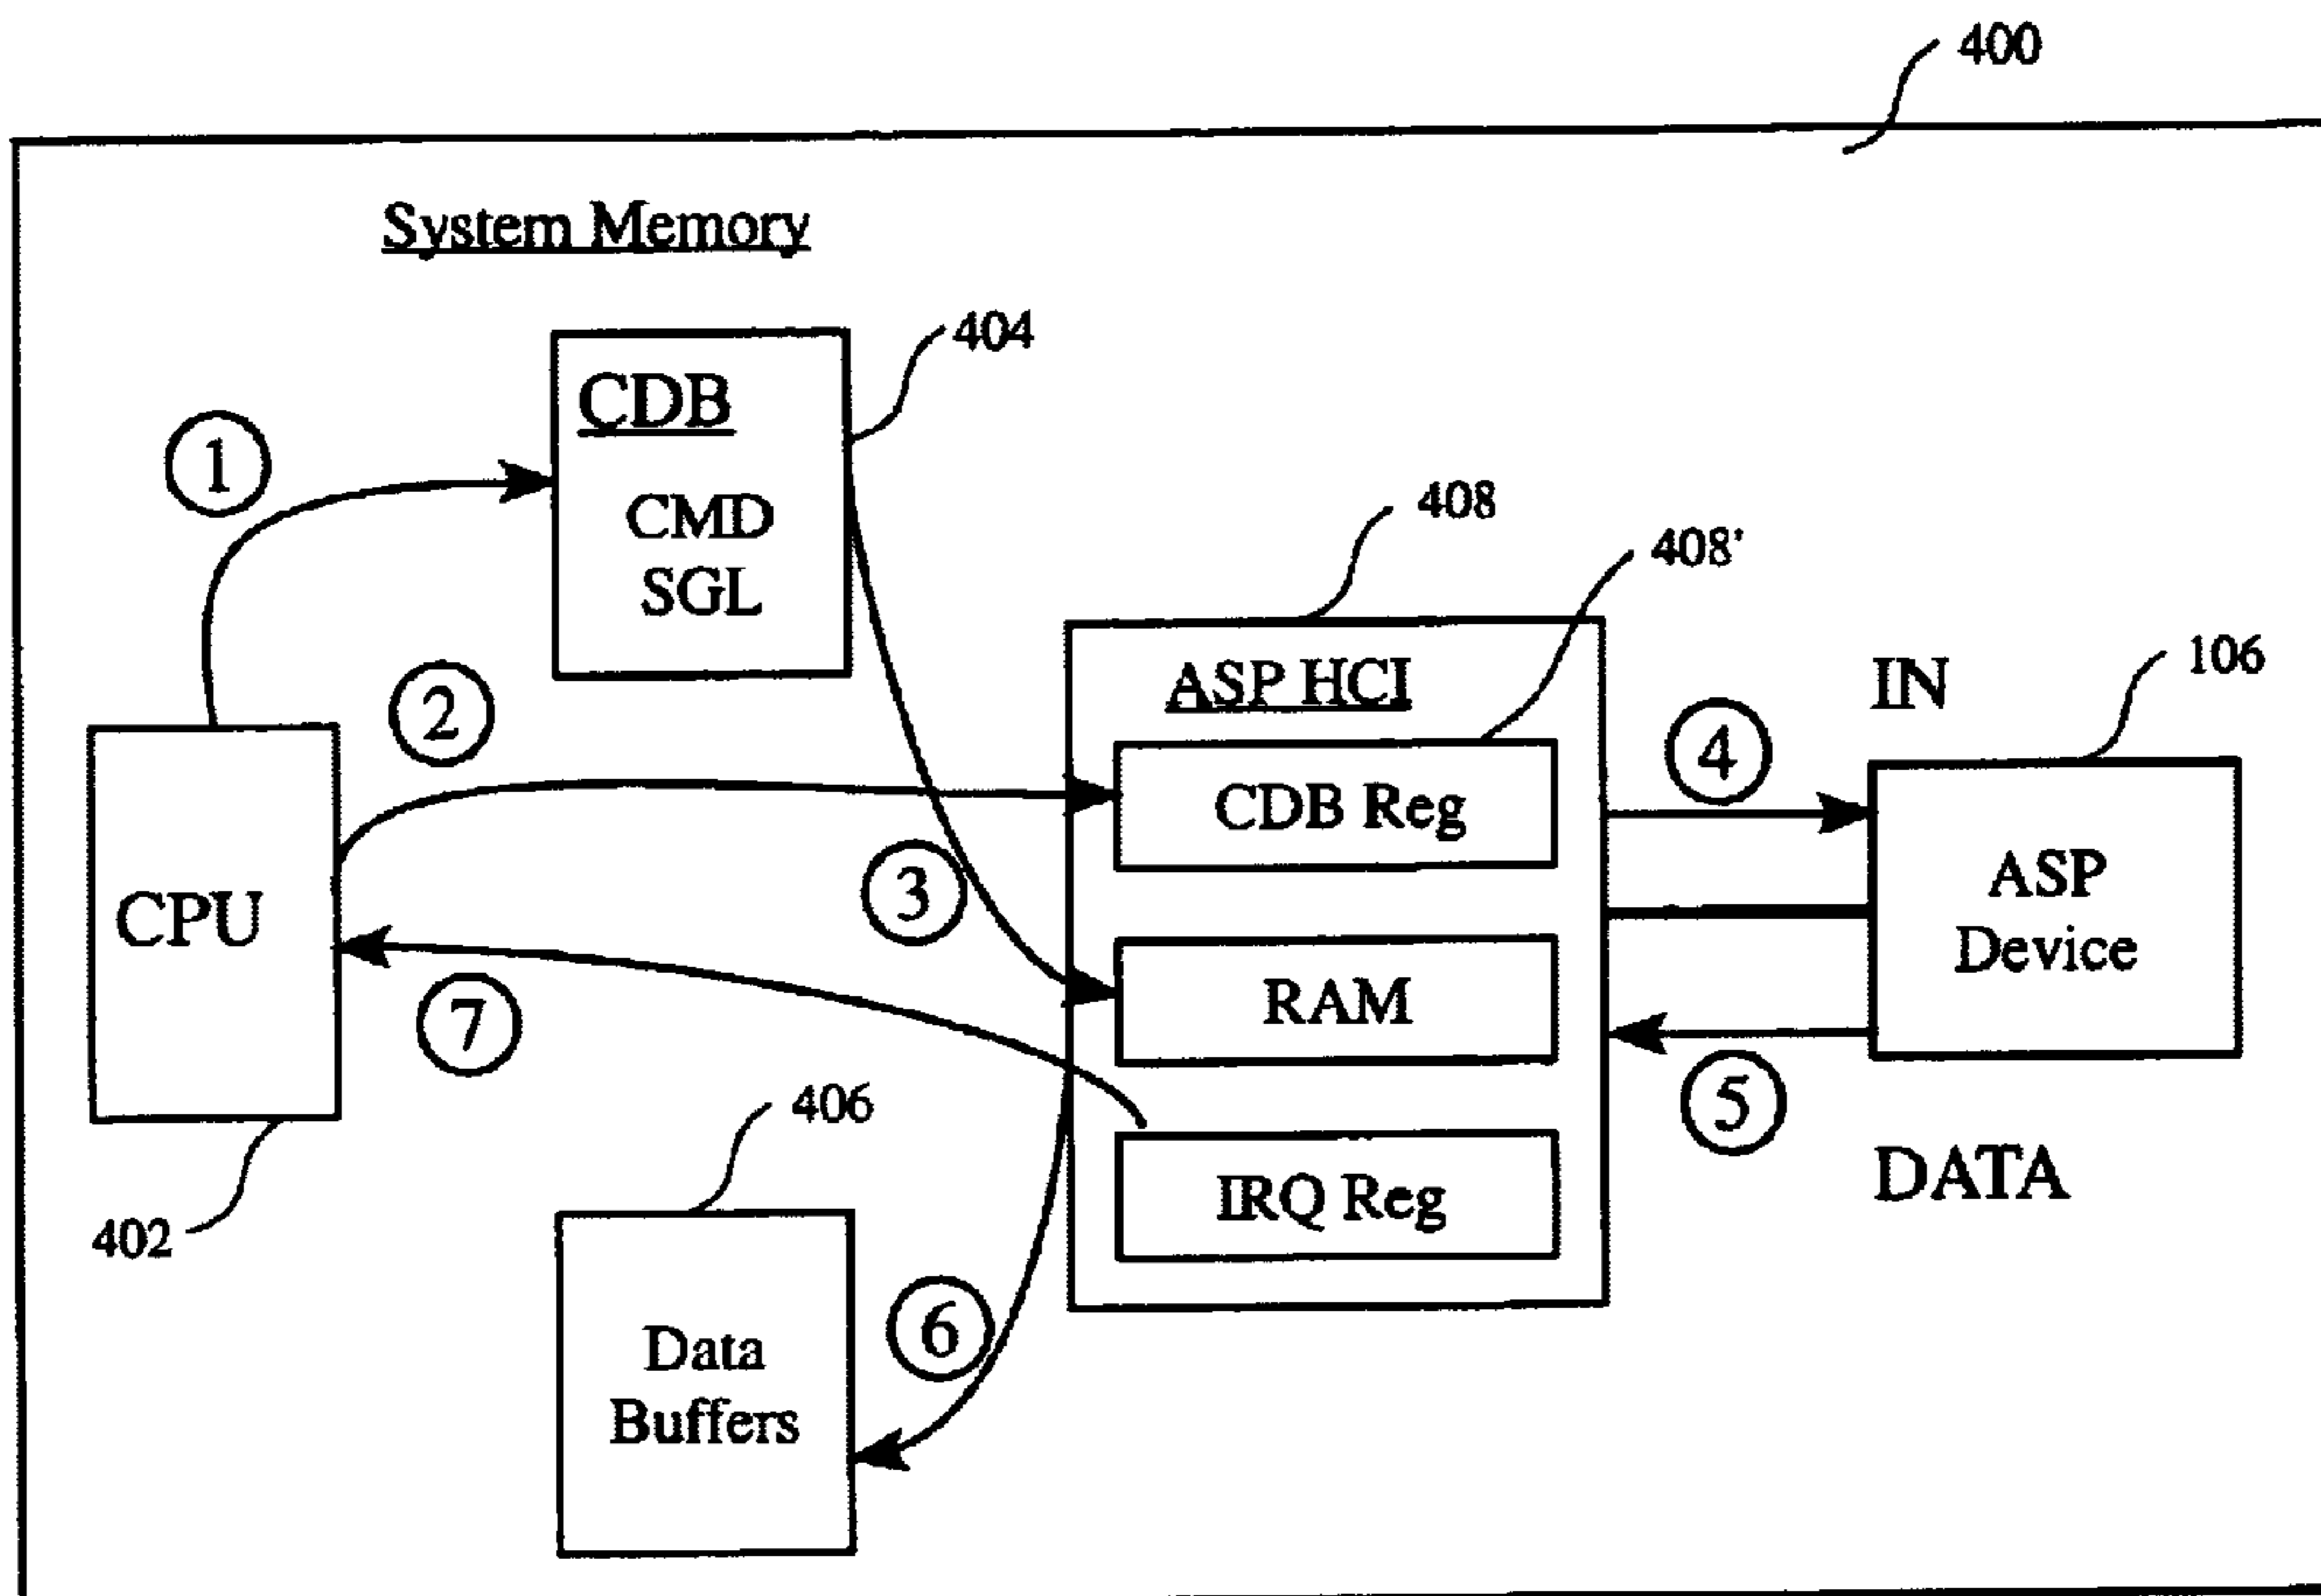 400
System Memory
404
CDB
CMD
SGL
1
408
408'
2
ASP HCI
IN
106
4
CDB Reg
CPU
3
ASP
Device
RAM
7
5
406
DATA
IRQ Reg
402
6
Data
Buffers